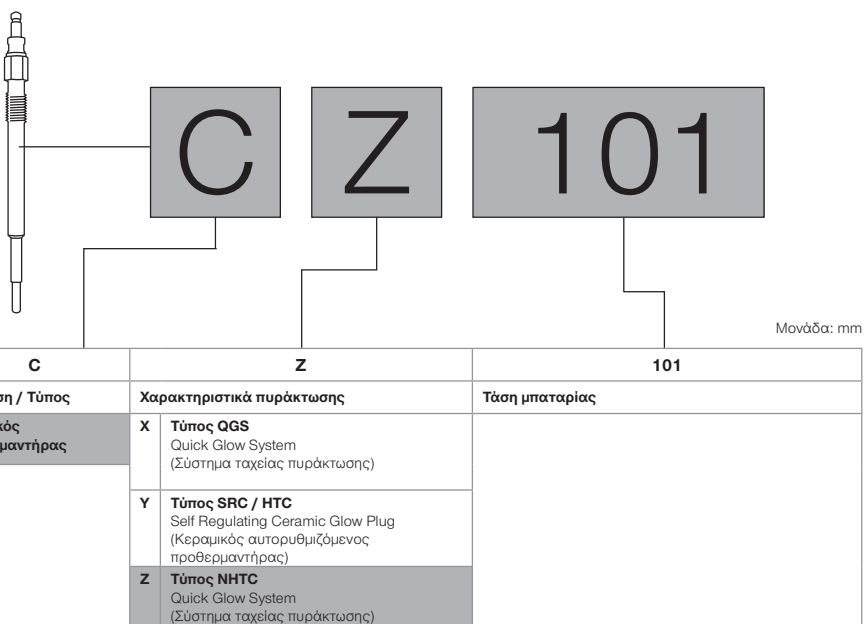 C Z 101
Μονάδα: mm
C Z 101
/ Τύπος Χαρακτηριστικά πυράκτωσης Τάση μπαταρίας
X Τύπος QGS
Quick Glow System
(Σύστημα ταχείας πυράκτωσης)
Y Τύπος SRC / HTC
Self Regulating Ceramic Glow Plug
(Κεραμικός αυτορυθμιζόμενος
προθερμαντήρας)
Z Τύπος NHTC
Quick Glow System
(Σύστημα ταχείας πυράκτωσης)